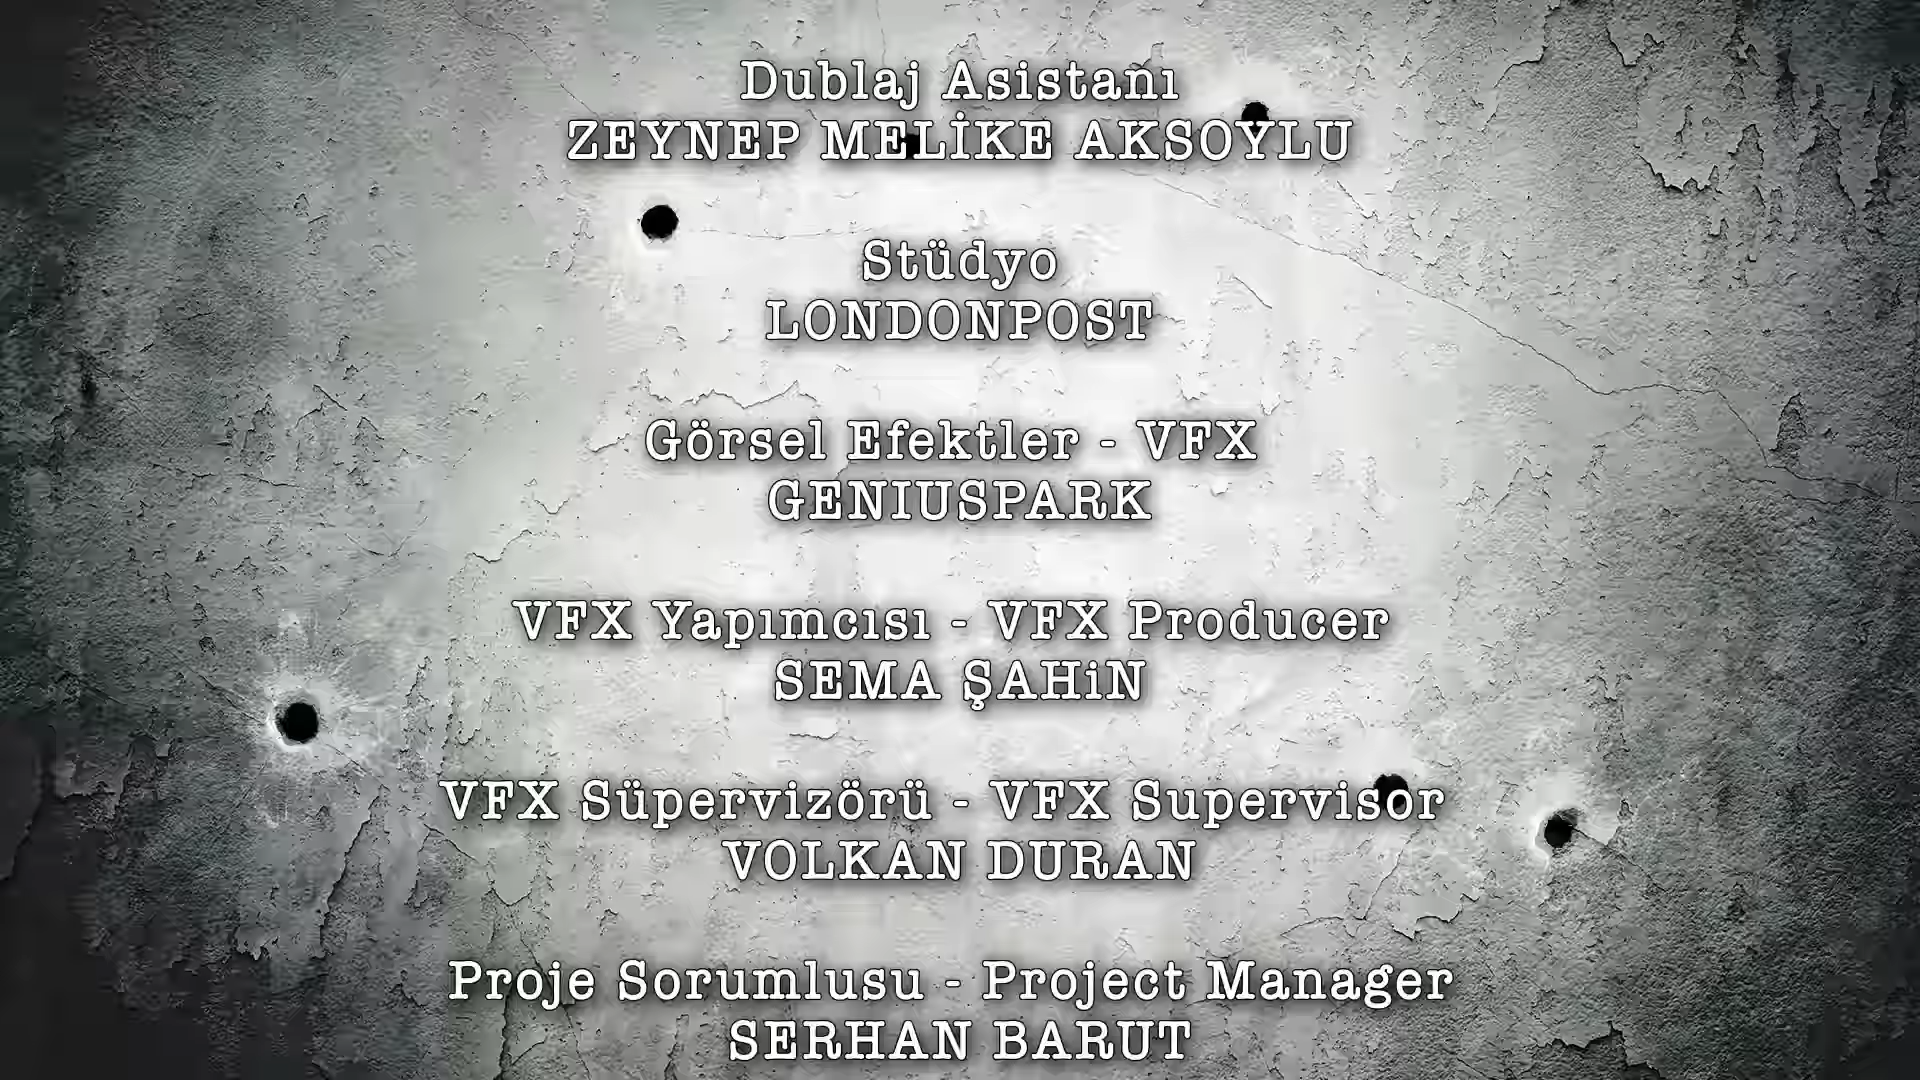 Dublaj Asistanı
ZEYNEP MELİKE AKSOYLU
Stüdyo
LONDONPOST
Görsel Efektler - VFX
GENIUSPARK
VFX Yapımcısı - VFX Producer
SEMA ŞAHiN
VFX Süpervizörü - VFX Supervisor
VOLKAN DURAN
Proje Sorumlusu - Project Manager
SERHAN BARUT